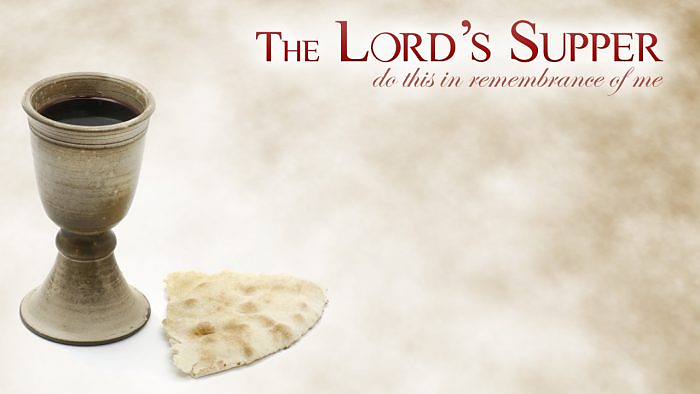 The Lord's Supper
do this in remembrance of me